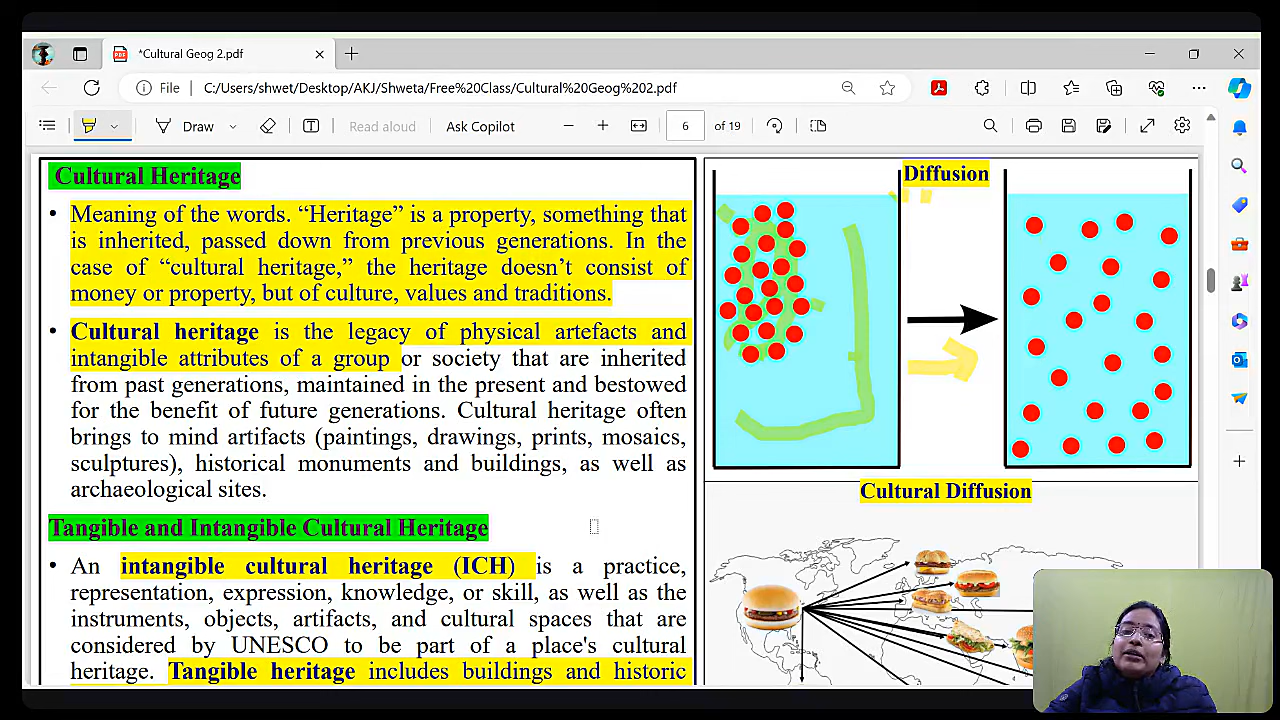 *Cultural Geog 2.pdf
File
C:/Users/shwet/Desktop/AKJ/Shweta/Free%20Class/Cultural%20Geog%202.pdf
Draw
Read aloud
Ask Copilot
6
of 19
Cultural Heritage
• Meaning of the words. “Heritage” is a property, something that
is inherited, passed down from previous generations. In the
case of “cultural heritage,” the heritage doesn’t consist of
money or property, but of culture, values and traditions.
• Cultural heritage is the legacy of physical artefacts and
intangible attributes of a group or society that are inherited
from past generations, maintained in the present and bestowed
for the benefit of future generations. Cultural heritage often
brings to mind artifacts (paintings, drawings, prints, mosaics,
sculptures), historical monuments and buildings, as well as
archaeological sites.
Tangible and Intangible Cultural Heritage
• An intangible cultural heritage (ICH) is a practice,
representation, expression, knowledge, or skill, as well as the
instruments, objects, artifacts, and cultural spaces that are
considered by UNESCO to be part of a place's cultural
heritage. Tangible heritage includes buildings and historic
Diffusion
Cultural Diffusion